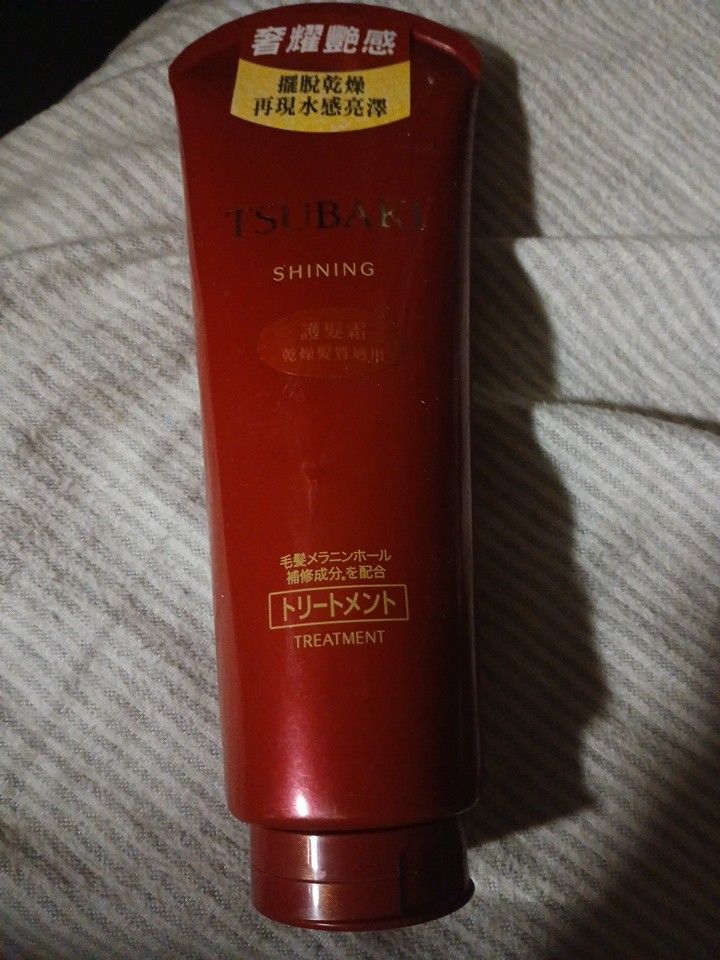 奢耀艷感
擺脫乾燥
再現水感亮澤
TSUBAKI
SHINING
護髮霜
乾燥髮質適用
毛髪メラニンホール
補修成分※を配合
トリートメント
TREATMENT